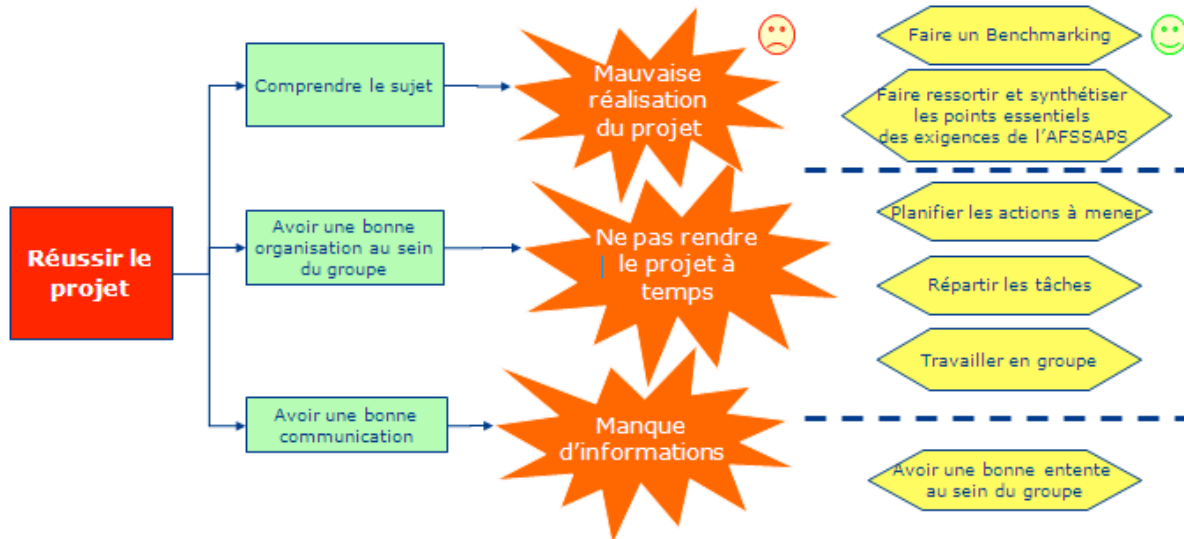 Réussir le
projet
Comprendre le sujet
Avoir une bonne
organisation au sein
du groupe
Avoir une bonne
communication
Mauvaise
réalisation
du projet
Ne pas rendre
le projet à
temps
Manque
d'informations
Faire un Benchmarking
Faire ressortir et synthétiser
les points essentiels
des exigences de l'AFSSAPS
Planifier les actions à mener
Répartir les tâches
Travailler en groupe
Avoir une bonne entente
au sein du groupe